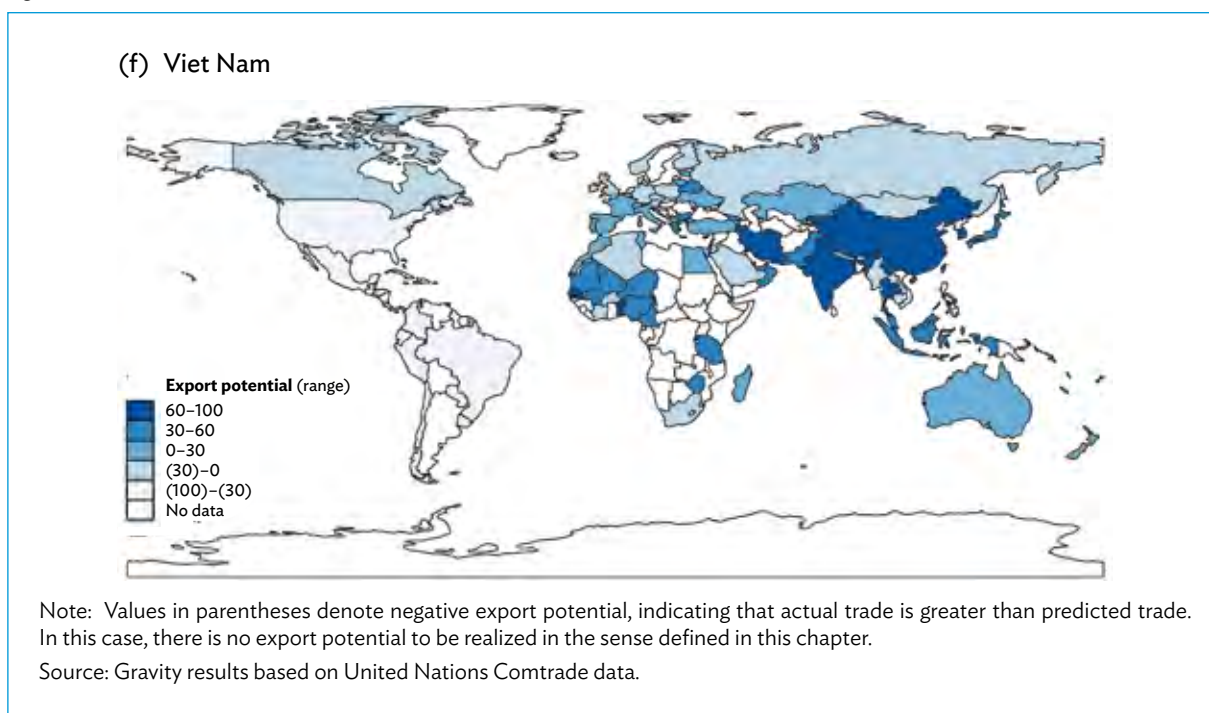 (f) Viet Nam
Export potential (range)
60–100
30–60
0–30
(30)–0
(100)–(30)
No data
Note: Values in parentheses denote negative export potential, indicating that actual trade is greater than predicted trade.
In this case, there is no export potential to be realized in the sense defined in this chapter.
Source: Gravity results based on United Nations Comtrade data.